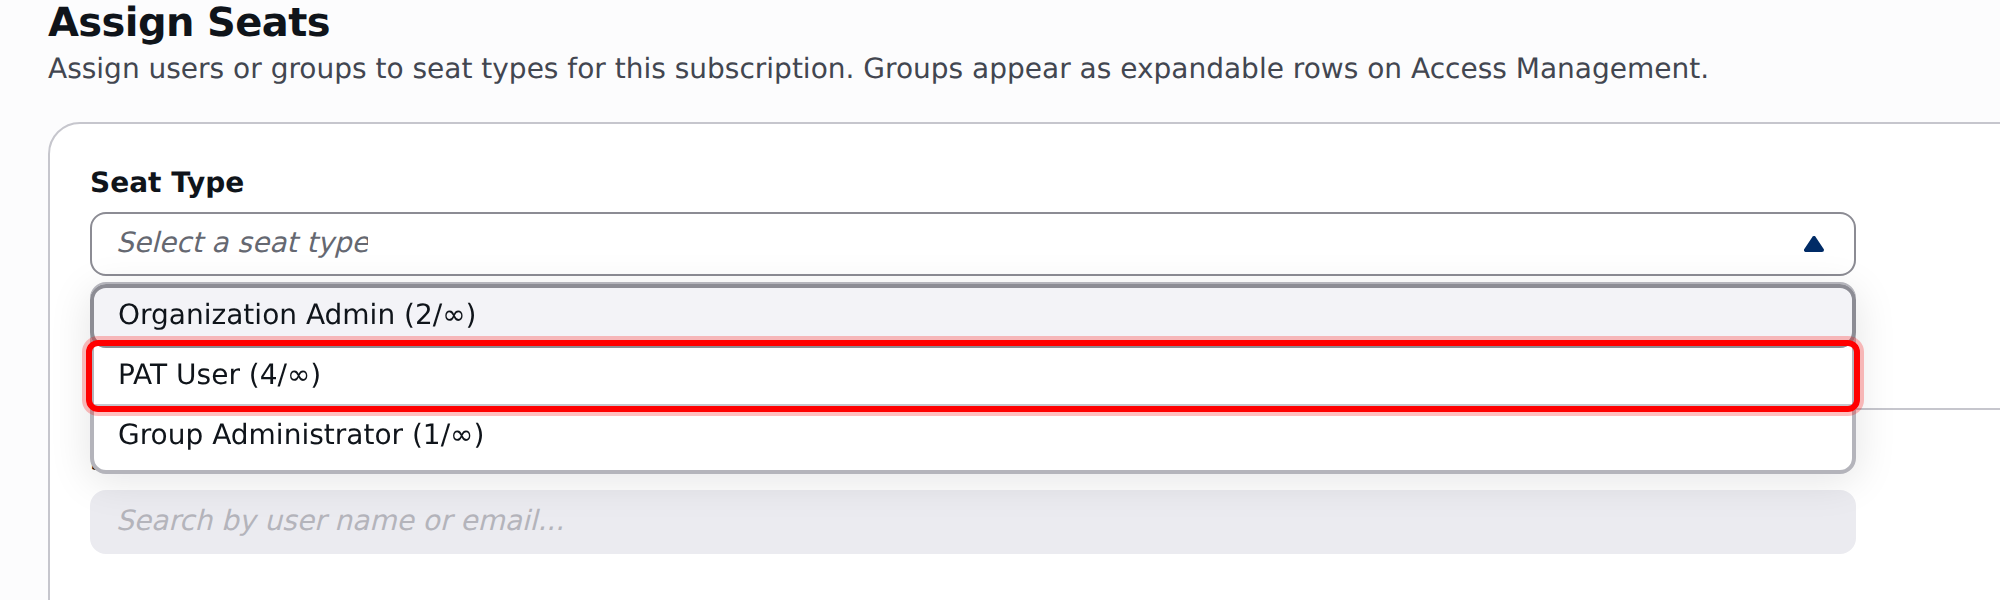 Assign Seats
Assign users or groups to seat types for this subscription. Groups appear as expandable rows on Access Management.
Seat Type
Select a seat type
Organization Admin (2/∞)
PAT User (4/∞)
Group Administrator (1/∞)
Search by user name or email...